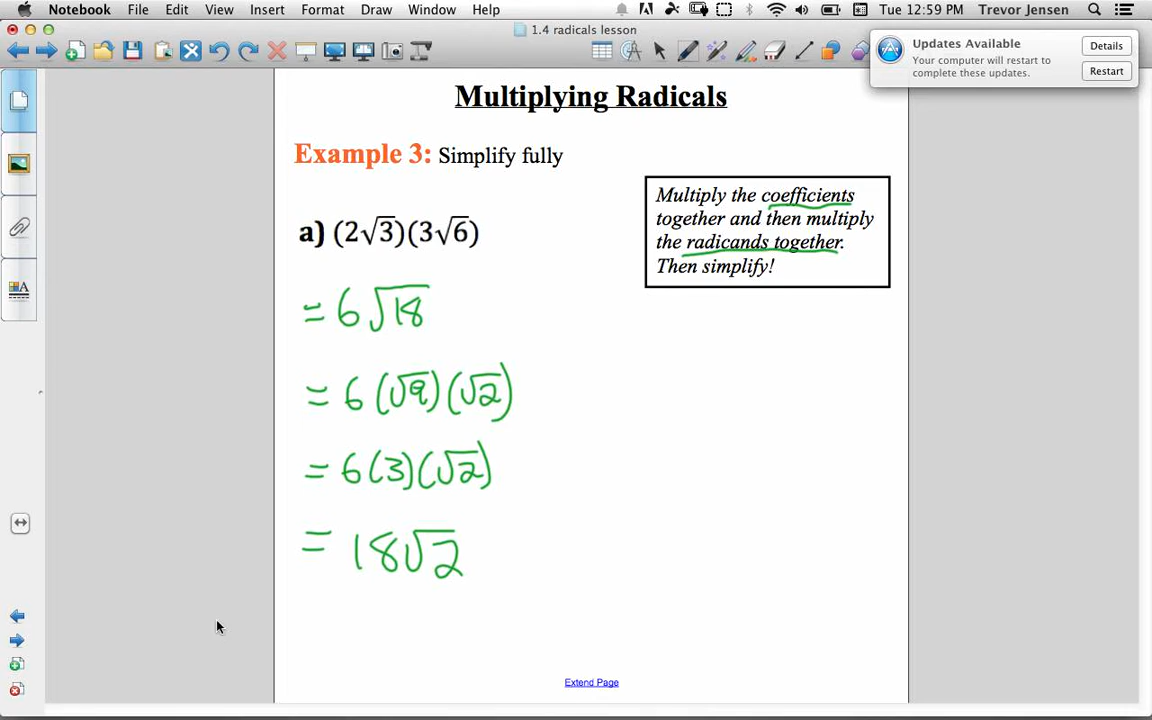 Notebook File Edit View Insert Format Draw Window Help Tue 12:59 PM Trevor Jensen
1.4 radicals lesson
Updates Available
Your computer will restart to
complete these updates.
Details
Restart
Multiplying Radicals
Example 3: Simplify fully
Multiply the coefficients
together and then multiply
the radicands together.
Then simplify!
a) (2√3)(3√6)
= 6√18
= 6(√9)(√2)
= 6(3)(√2)
= 18√2
Extend Page